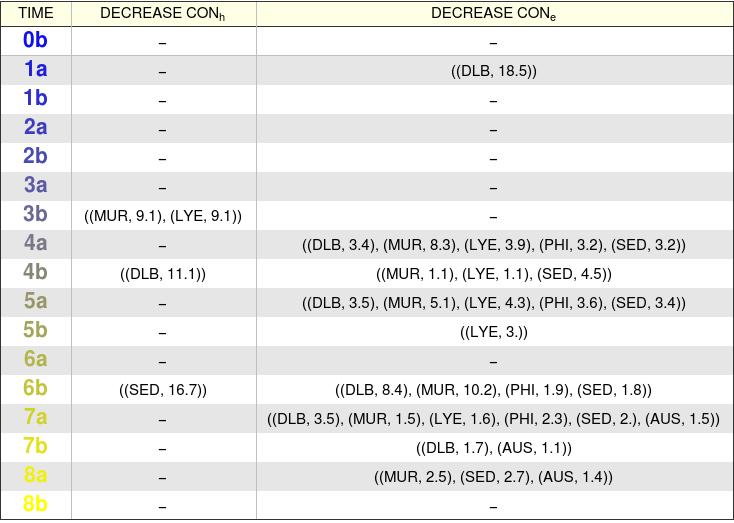 TIME DECREASE CONh DECREASE CONe
0b – –
1a – ((DLB, 18.5))
1b – –
2a – –
2b – –
3a – –
3b ((MUR, 9.1), (LYE, 9.1)) –
4a – ((DLB, 3.4), (MUR, 8.3), (LYE, 3.9), (PHI, 3.2), (SED, 3.2))
4b ((DLB, 11.1)) ((MUR, 1.1), (LYE, 1.1), (SED, 4.5))
5a – ((DLB, 3.5), (MUR, 5.1), (LYE, 4.3), (PHI, 3.6), (SED, 3.4))
5b – ((LYE, 3.))
6a – –
6b ((SED, 16.7)) ((DLB, 8.4), (MUR, 10.2), (PHI, 1.9), (SED, 1.8))
7a – ((DLB, 3.5), (MUR, 1.5), (LYE, 1.6), (PHI, 2.3), (SED, 2.), (AUS, 1.5))
7b – ((DLB, 1.7), (AUS, 1.1))
8a – ((MUR, 2.5), (SED, 2.7), (AUS, 1.4))
8b – –